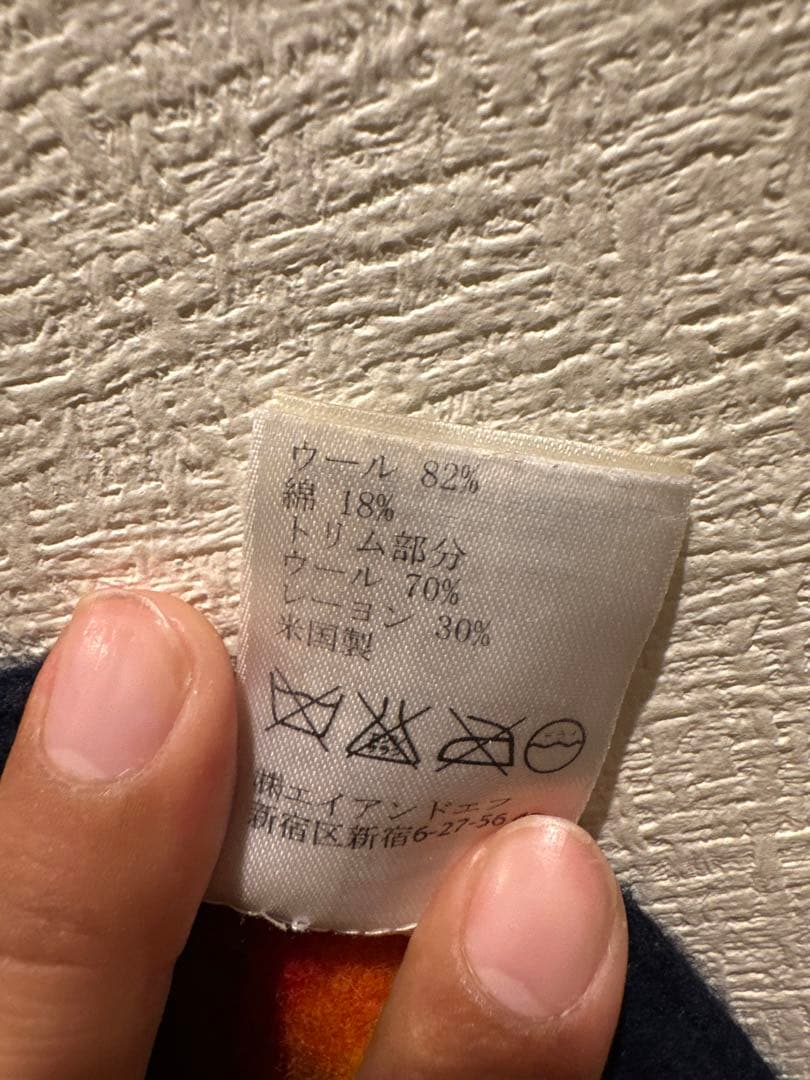 ウール 82%
綿 18%
トリム部分
ウール 70%
レーヨン 30%
米国製
㈱エイアンドエフ
新宿区新宿6-27-56